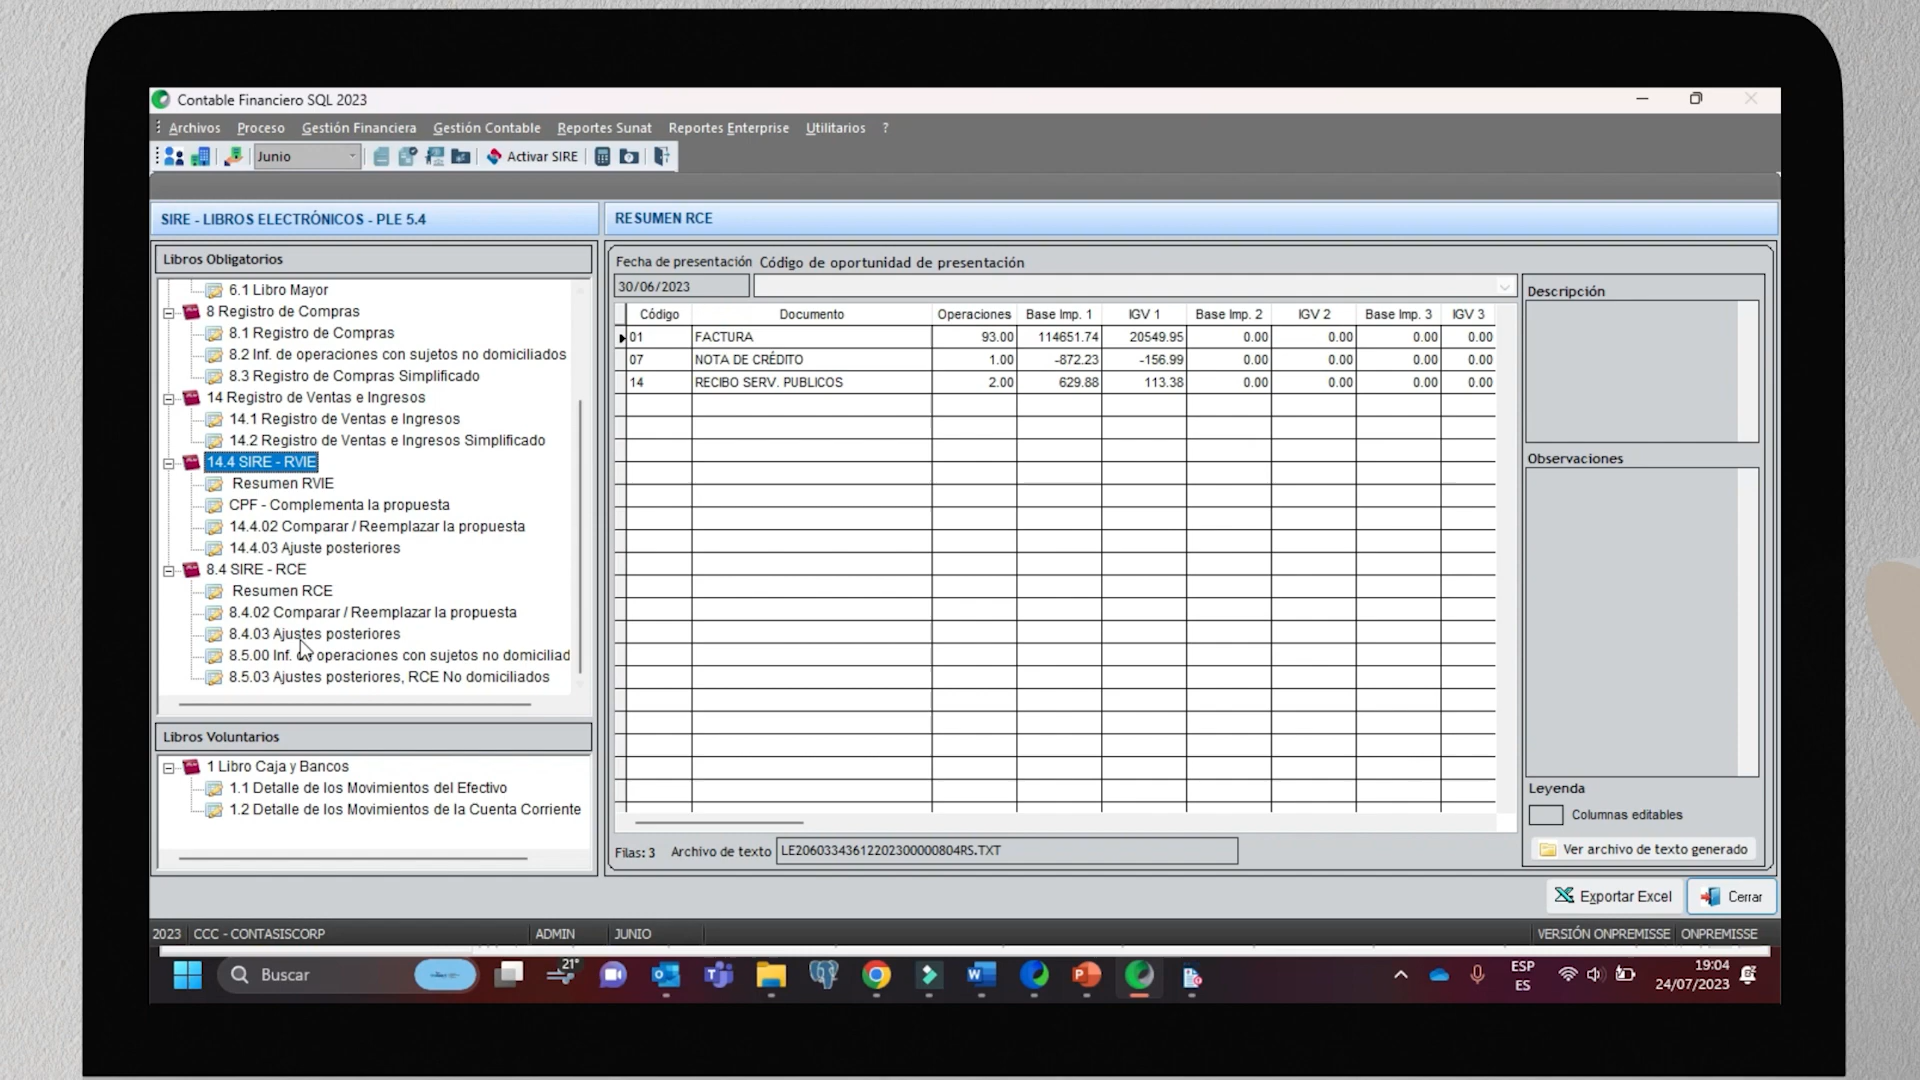 Contable Financiero SQL 2023
Archivos Proceso Gestión Financiera Gestión Contable Reportes Sunat Reportes Enterprise Utilitarios ?
Junio Activar SIRE
SIRE - LIBROS ELECTRÓNICOS - PLE 5.4
Libros Obligatorios
6.1 Libro Mayor
8 Registro de Compras
8.1 Registro de Compras
8.2 Inf. de operaciones con sujetos no domiciliados
8.3 Registro de Compras Simplificado
14 Registro de Ventas e Ingresos
14.1 Registro de Ventas e Ingresos
14.2 Registro de Ventas e Ingresos Simplificado
14.4 SIRE - RVIE
Resumen RVIE
CPF - Complementa la propuesta
14.4.02 Comparar / Reemplazar la propuesta
14.4.03 Ajuste posteriores
8.4 SIRE - RCE
Resumen RCE
8.4.02 Comparar / Reemplazar la propuesta
8.4.03 Ajustes posteriores
8.5.00 Inf. de operaciones con sujetos no domiciliad
8.5.03 Ajustes posteriores, RCE No domiciliados
Libros Voluntarios
1 Libro Caja y Bancos
1.1 Detalle de los Movimientos del Efectivo
1.2 Detalle de los Movimientos de la Cuenta Corriente
RESUMEN RCE
Fecha de presentación Código de oportunidad de presentación
30/06/2023
Código Documento Operaciones Base Imp. 1 IGV 1 Base Imp. 2 IGV 2 Base Imp. 3 IGV 3
01 FACTURA 93.00 114651.74 20549.95 0.00 0.00 0.00 0.00
07 NOTA DE CRÉDITO 1.00 -872.23 -156.99 0.00 0.00 0.00 0.00
14 RECIBO SERV. PUBLICOS 2.00 629.88 113.38 0.00 0.00 0.00 0.00
Filas: 3 Archivo de texto LE20603343612202300000804RS.TXT
Descripción
Observaciones
Leyenda
Columnas editables
Ver archivo de texto generado
Exportar Excel Cerrar
2023 CCC - CONTASISCORP ADMIN JUNIO VERSIÓN ONPREMISSE ONPREMISSE
Buscar
21°
ESP
ES
19:04
24/07/2023